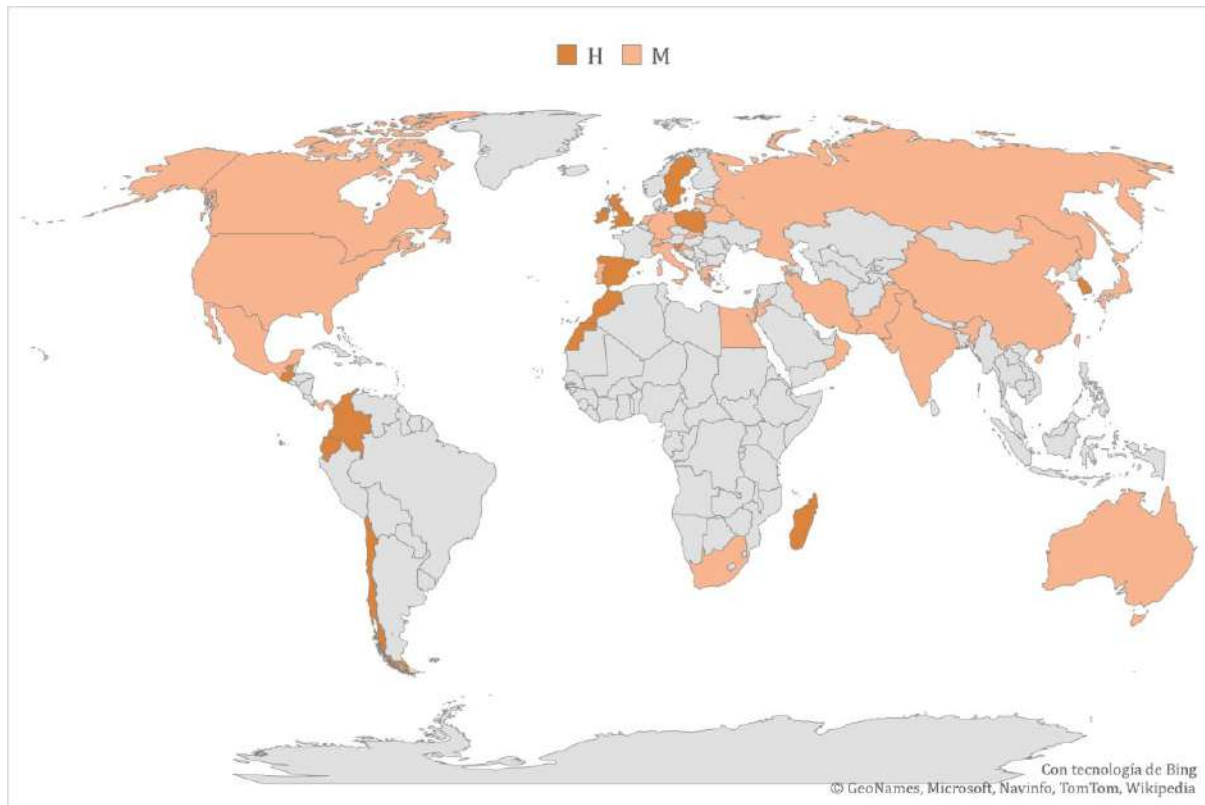 H M
Con tecnología de Bing
© GeoNames, Microsoft, Navinfo, TomTom, Wikipedia